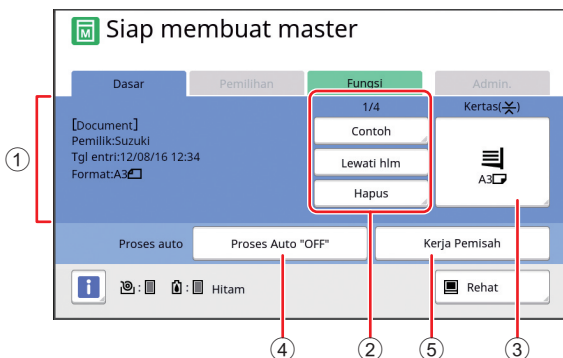 M Siap membuat master
Dasar Pemilihan Fungsi Admin.
1/4 Kertas
[Document]
Pemilik:Suzuki
Tgl entri:12/08/16 12:34
Format:A3
Contoh
Lewati hlm
Hapus
A3
Proses auto Proses Auto "OFF" Kerja Pemisah
i : : Hitam Rehat
① ② ③ ④ ⑤